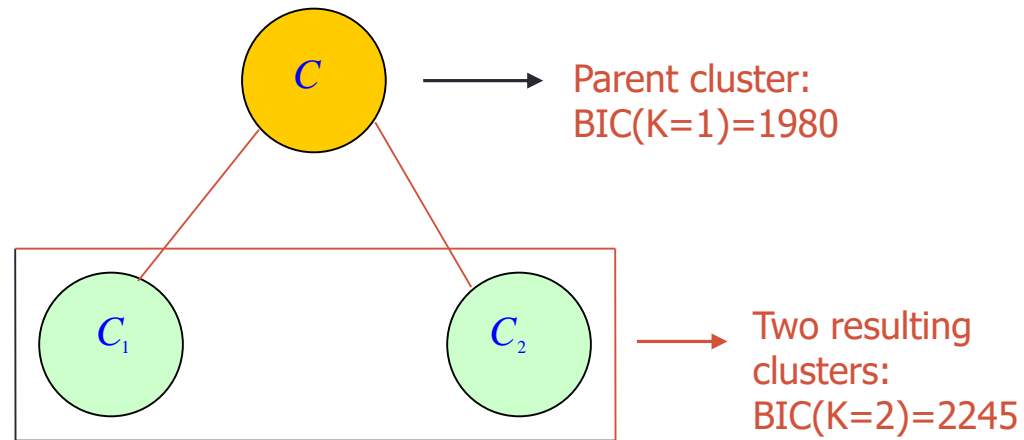 C
Parent cluster:
BIC(K=1)=1980
C₁
C₂
Two resulting
clusters:
BIC(K=2)=2245